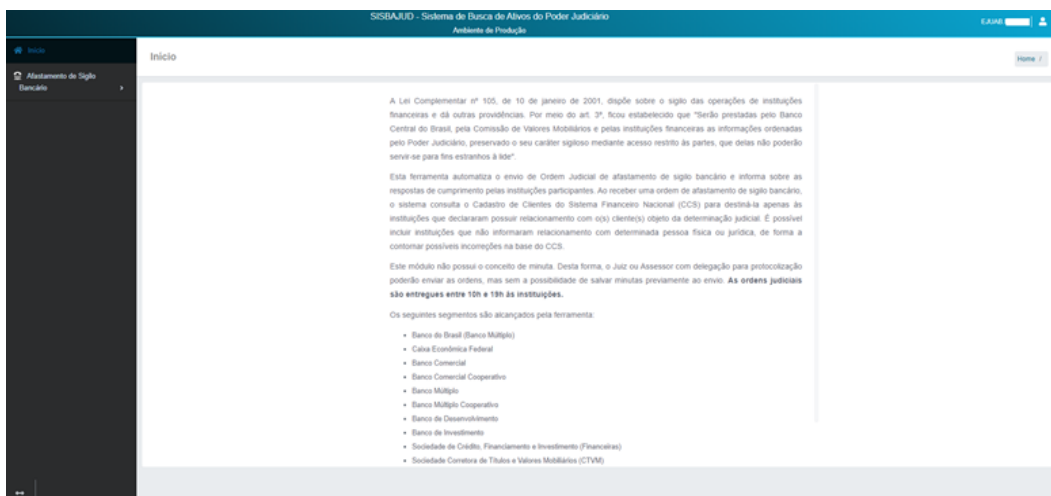 SISBAJUD - Sistema de Busca de Ativos do Poder Judiciário
Ambiente de Produção
EJUAB
Início
Afastamento de Sigilo
Bancário
Início
Home /
A Lei Complementar nº 105, de 10 de janeiro de 2001, dispõe sobre o sigilo das operações de instituições
financeiras e dá outras providências. Por meio do art. 3º, ficou estabelecido que "Serão prestadas pelo Banco
Central do Brasil, pela Comissão de Valores Mobiliários e pelas instituições financeiras as informações ordenadas
pelo Poder Judiciário, preservado o seu caráter sigiloso mediante acesso restrito às partes, que delas não poderão
servir-se para fins estranhos à lide".
Esta ferramenta automatiza o envio de Ordem Judicial de afastamento de sigilo bancário e informa sobre as
respostas de cumprimento pelas instituições participantes. Ao receber uma ordem de afastamento de sigilo bancário,
o sistema consulta o Cadastro de Clientes do Sistema Financeiro Nacional (CCS) para destiná-la apenas às
instituições que declararam possuir relacionamento com o(s) cliente(s) objeto da determinação judicial. É possível
incluir instituições que não informaram relacionamento com determinada pessoa física ou jurídica, de forma a
contornar possíveis incorreções na base do CCS.
Este módulo não possui o conceito de minuta. Desta forma, o Juiz ou Assessor com delegação para protocolização
poderão enviar as ordens, mas sem a possibilidade de salvar minutas previamente ao envio. As ordens judiciais
são entregues entre 10h e 19h às instituições.
Os seguintes segmentos são alcançados pela ferramenta:
• Banco do Brasil (Banco Múltiplo)
• Caixa Econômica Federal
• Banco Comercial
• Banco Comercial Cooperativo
• Banco Múltiplo
• Banco Múltiplo Cooperativo
• Banco de Desenvolvimento
• Banco de Investimento
• Sociedade de Crédito, Financiamento e Investimento (Financeiras)
• Sociedade Corretora de Títulos e Valores Mobiliários (CTVM)